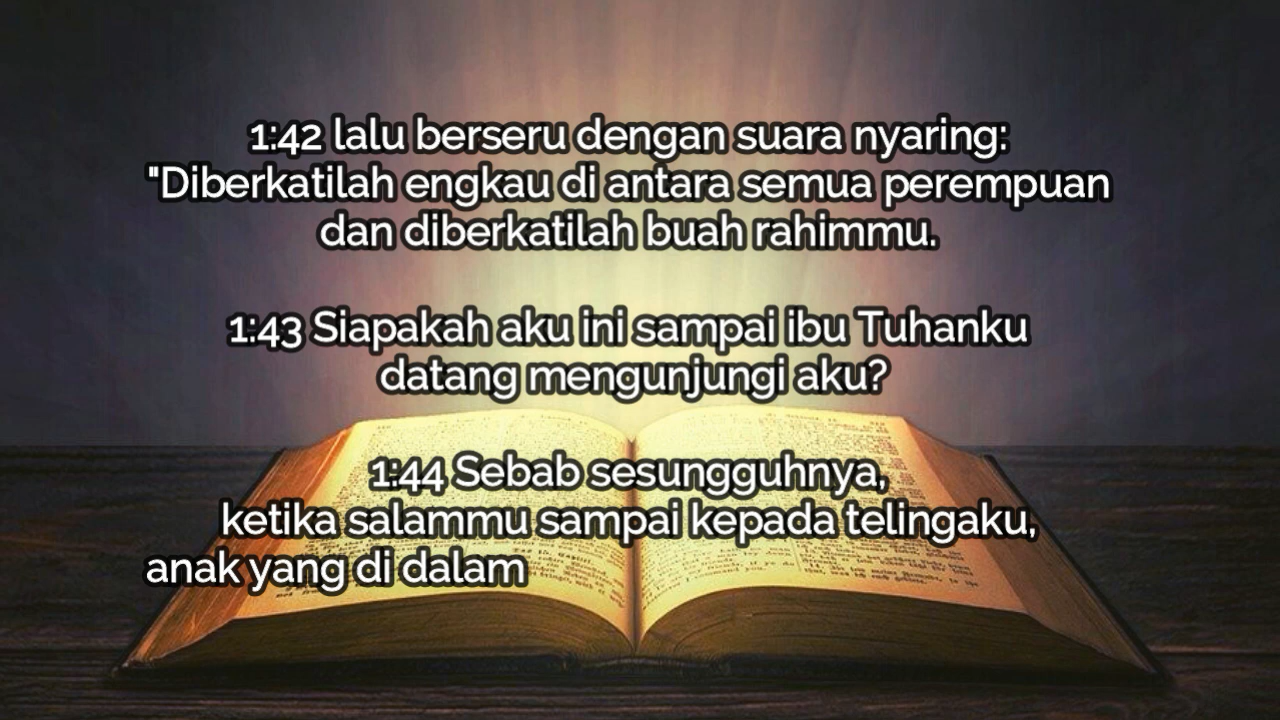 1:42 lalu berseru dengan suara nyaring:
"Diberkatilah engkau di antara semua perempuan
dan diberkatilah buah rahimmu.
1:43 Siapakah aku ini sampai ibu Tuhanku
datang mengunjungi aku?
1:44 Sebab sesungguhnya,
ketika salammu sampai kepada telingaku,
anak yang di dalam